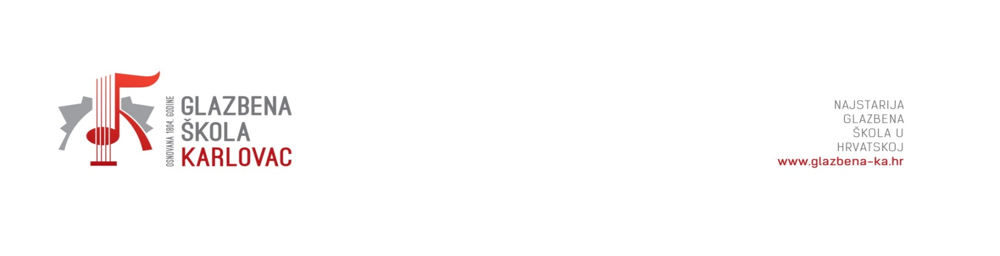 OSNOVANA 1804. GODINE
GLAZBENA
ŠKOLA
KARLOVAC
NAJSTARIJA
GLAZBENA
ŠKOLA U
HRVATSKOJ
www.glazbena-ka.hr